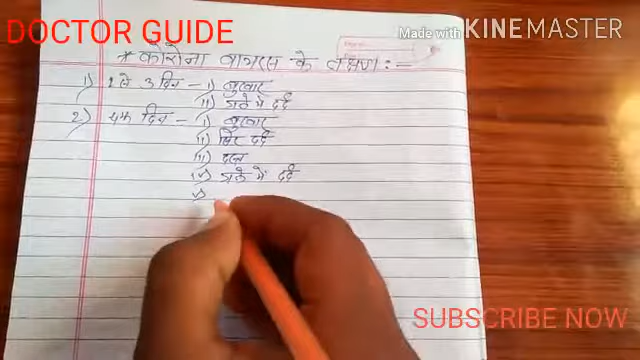 DOCTOR GUIDE
Made with KINEMASTER
* कोरोना वायरस के लक्षण :-
1) 1 से 3 दिन - i) बुखार
ii) गले में दर्द
2) 4th दिन - i) बुखार
ii) सिर दर्द
iii) दस्त
iv) गले में दर्द
v)
SUBSCRIBE NOW